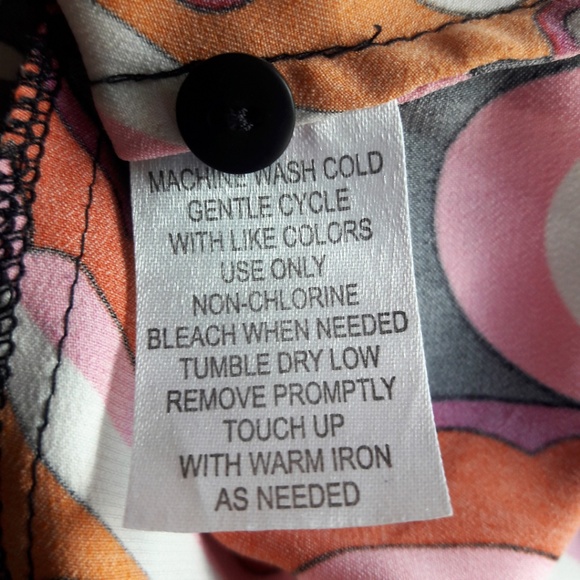 MACHINE WASH COLD
GENTLE CYCLE
WITH LIKE COLORS
USE ONLY
NON-CHLORINE
BLEACH WHEN NEEDED
TUMBLE DRY LOW
REMOVE PROMPTLY
TOUCH UP
WITH WARM IRON
AS NEEDED